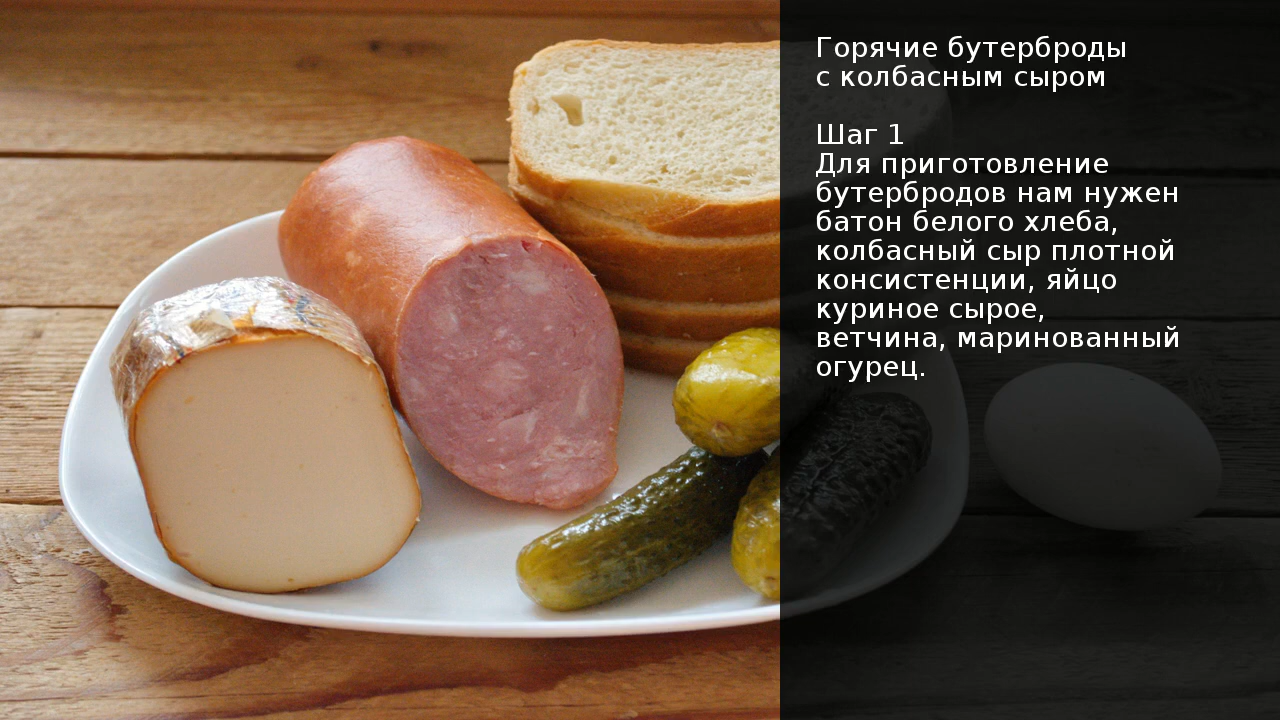 Горячие бутерброды
с колбасным сыром
Шаг 1
Для приготовление
бутербродов нам нужен
батон белого хлеба,
колбасный сыр плотной
консистенции, яйцо
куриное сырое,
ветчина, маринованный
огурец.